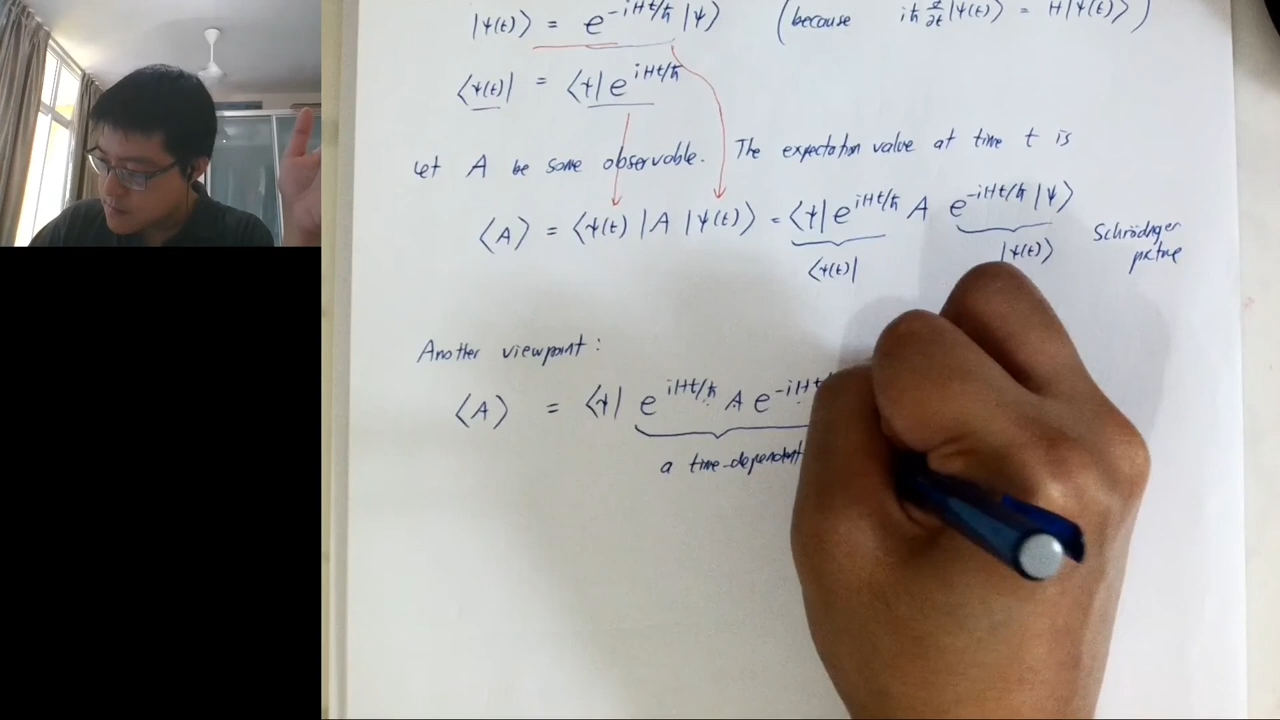 |ψ(t)⟩ = e^{-iHt/ħ} |ψ⟩ (because iħ ∂/∂t |ψ(t)⟩ = H|ψ(t)⟩)
⟨ψ(t)| = ⟨ψ| e^{iHt/ħ}
Let A be some observable. The expectation value at time t is
⟨A⟩ = ⟨ψ(t)|A|ψ(t)⟩ = ⟨ψ|e^{iHt/ħ} A e^{-iHt/ħ}|ψ⟩
⟨ψ(t)| |ψ(t)⟩
Schrödinger
picture
Another viewpoint:
⟨A⟩ = ⟨ψ| e^{iHt/ħ} A e^{-iHt/
a time-dependent